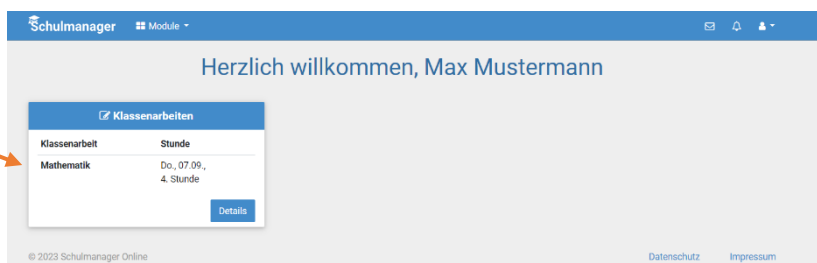 Schulmanager Module
Herzlich willkommen, Max Mustermann
Klassenarbeiten
Klassenarbeit Stunde
Mathematik Do., 07.09.,
4. Stunde
Details
© 2023 Schulmanager Online Datenschutz Impressum